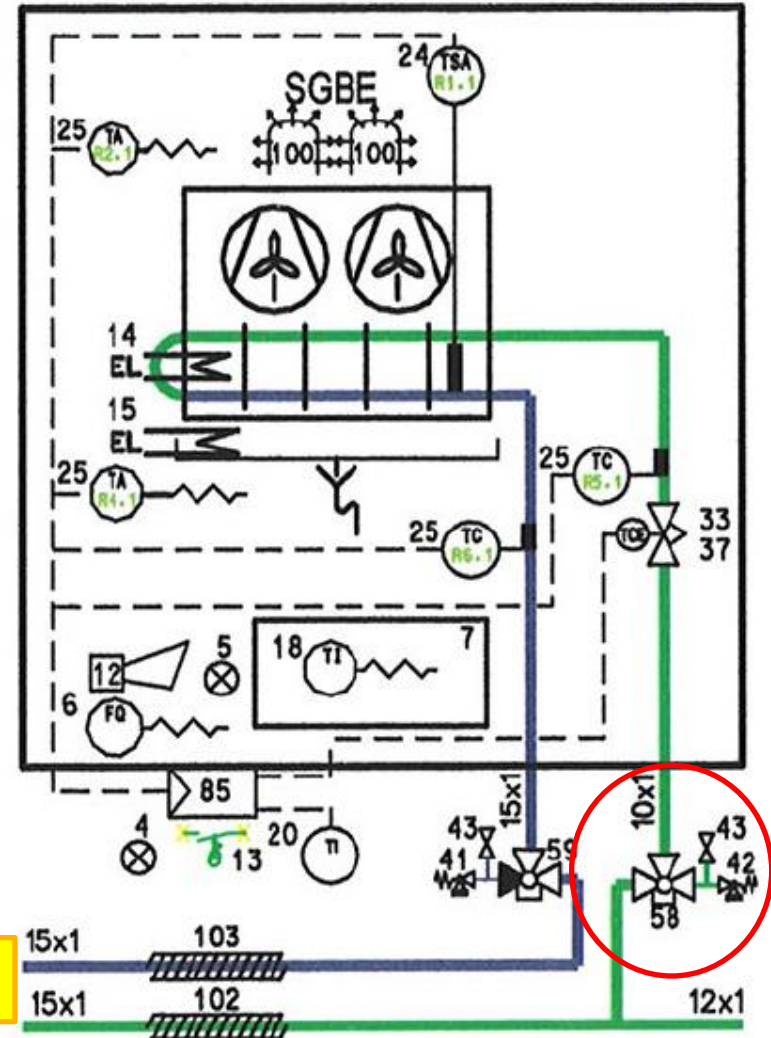 24 TSA
R1.1
SGBE
25 TA
R2.1
100 100
14
EL
15
EL
25 TA
R4.1
25 TC
R5.1
25 TC
R6.1
TCE 33
37
5
7
12
18 TI
6 FQ
85
15x1
10x1
4
13
20 TI
43
41
59
43
42
58
15x1 103
15x1 102 12x1